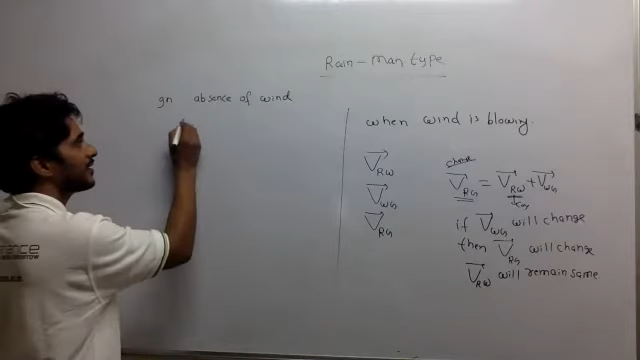 Rain-Man type
In absence of wind
when wind is blowing.
V→RW
V→WG
V→RG
V→RG = V→RW + V→WG
if V→WG will change
then V→RG will change
V→RW will remain same